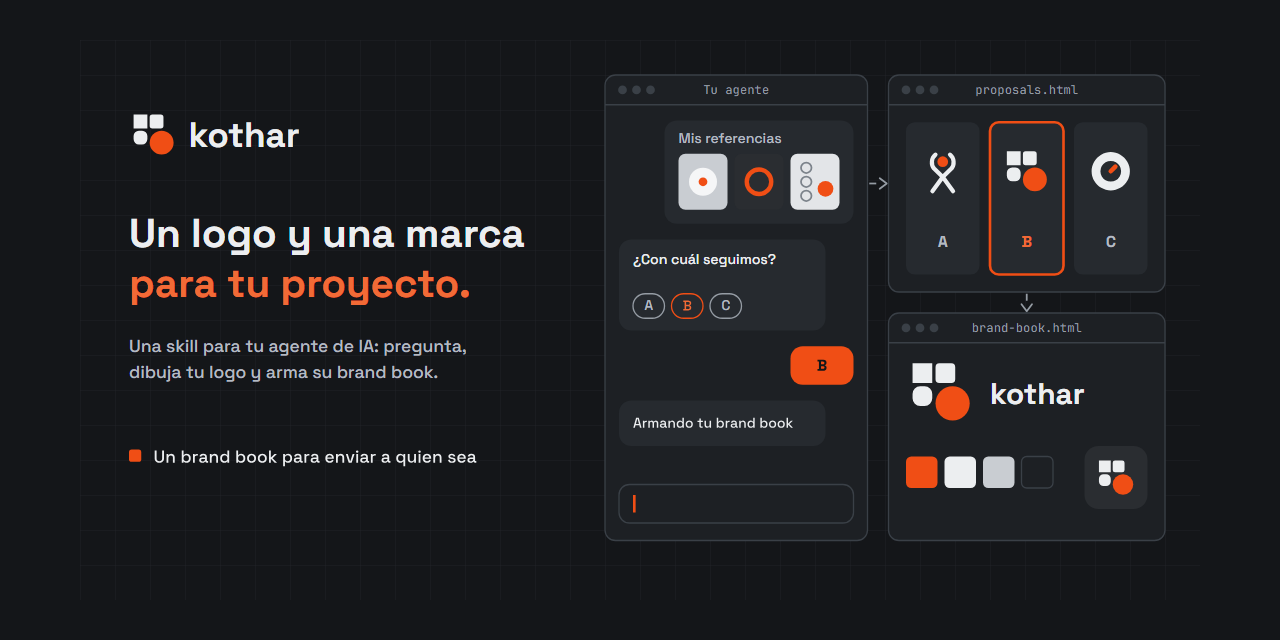 kothar
Un logo y una marca
para tu proyecto.
Una skill para tu agente de IA: pregunta,
dibuja tu logo y arma su brand book.
Un brand book para enviar a quien sea
Tu agente
Mis referencias
¿Con cuál seguimos?
A B C
B
Armando tu brand book
proposals.html
A B C
brand-book.html
kothar